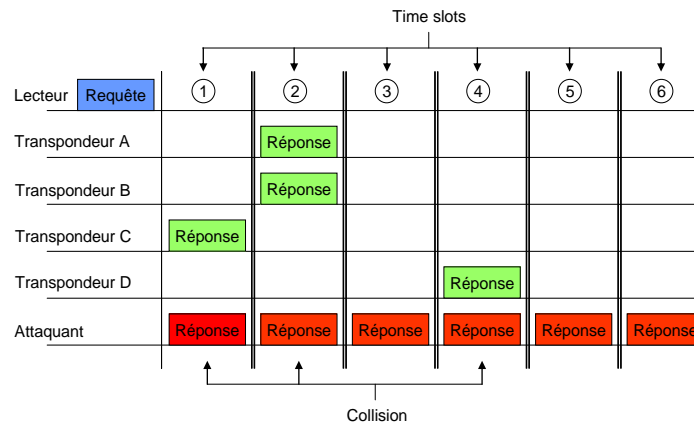 Time slots
Lecteur Requête 1 2 3 4 5 6
Transpondeur A Réponse
Transpondeur B Réponse
Transpondeur C Réponse
Transpondeur D Réponse
Attaquant Réponse Réponse Réponse Réponse Réponse Réponse
Collision